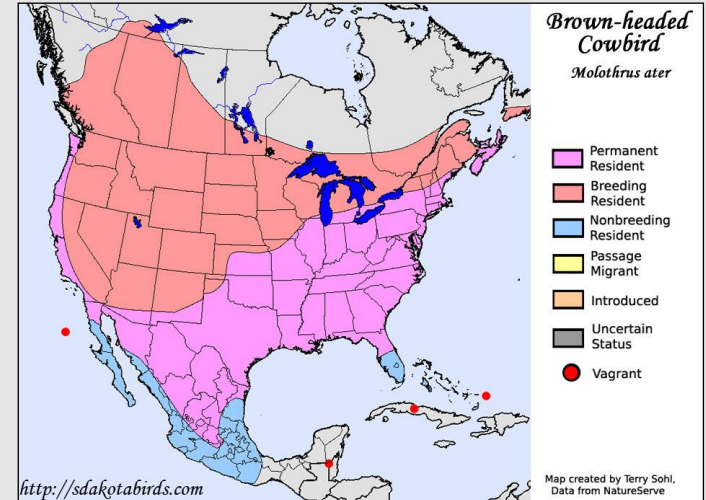 Brown-headed
Cowbird
Molothrus ater
Permanent
Resident
Breeding
Resident
Nonbreeding
Resident
Passage
Migrant
Introduced
Uncertain
Status
Vagrant
http://sdakotabirds.com
Map created by Terry Sohl,
Data from NatureServe